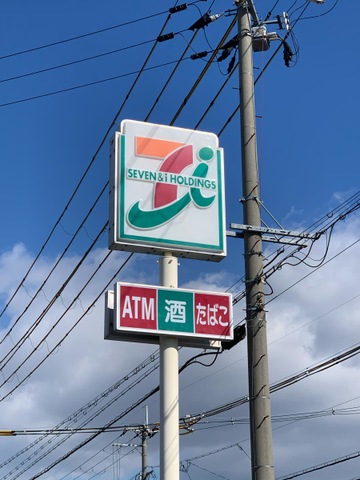 SEVEN&i HOLDINGS
ATM 酒 たばこ